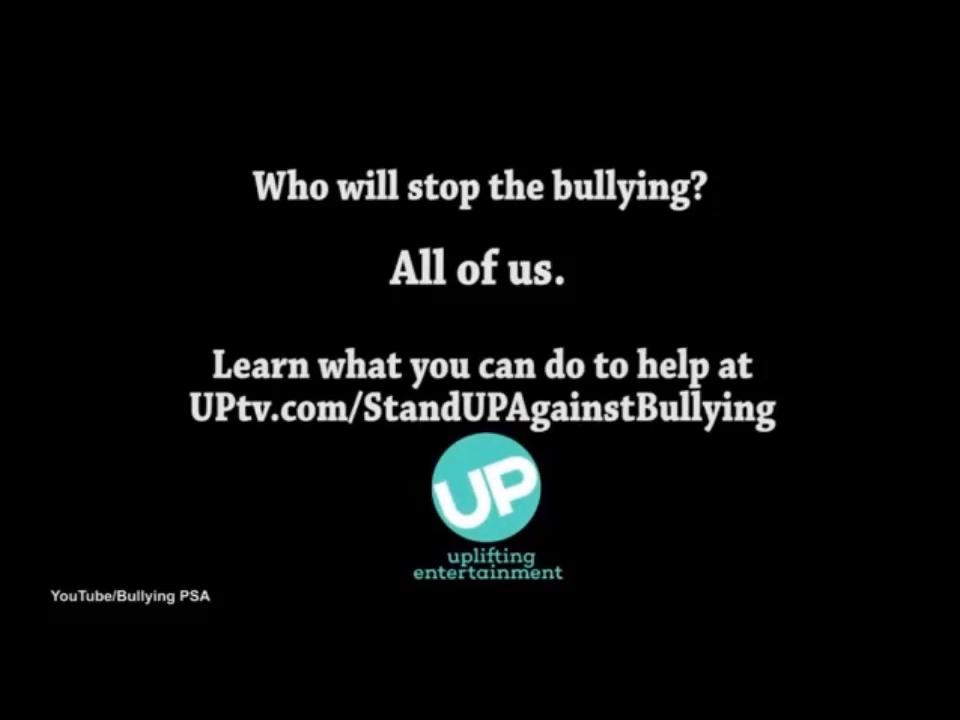 Who will stop the bullying?
All of us.
Learn what you can do to help at
UPtv.com/StandUPAgainstBullying
UP
uplifting
entertainment
YouTube/Bullying PSA